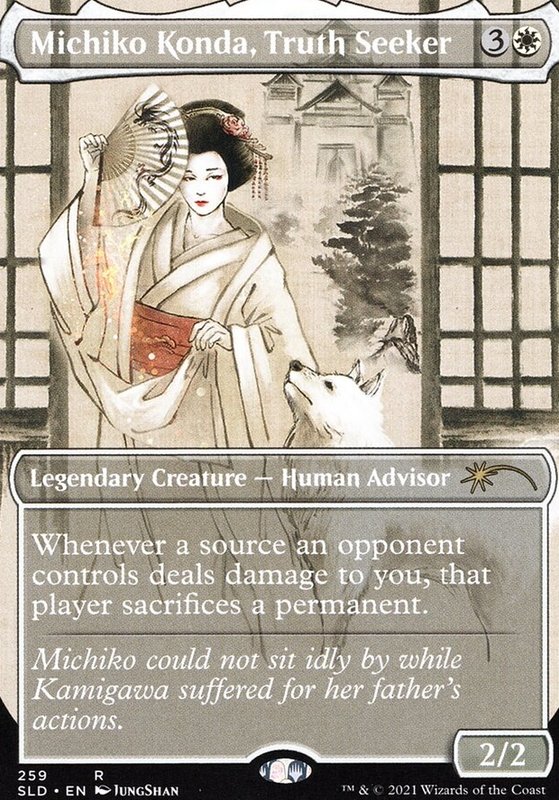 Michiko Konda, Truth Seeker 3
Legendary Creature — Human Advisor
Whenever a source an opponent
controls deals damage to you, that
player sacrifices a permanent.
Michiko could not sit idly by while
Kamigawa suffered for her father's
actions.
2/2
259 R
SLD • EN JungShan
™ & © 2021 Wizards of the Coast